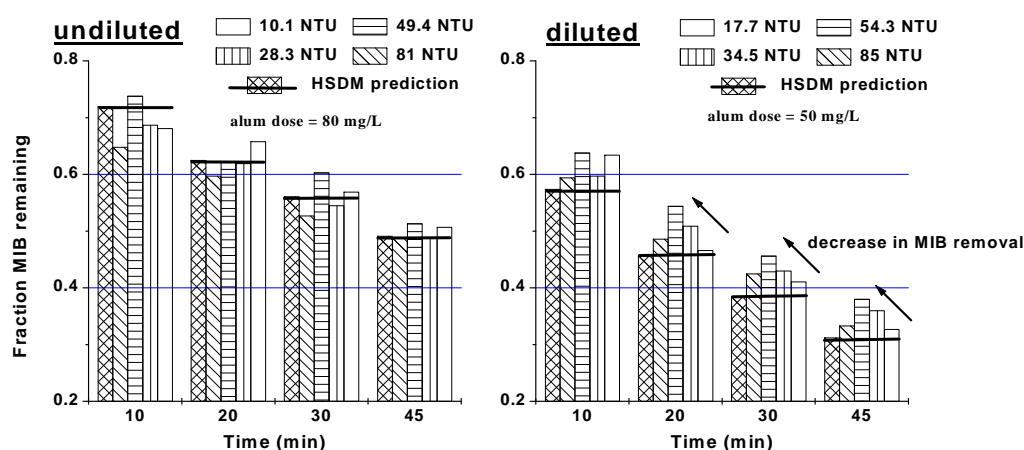 undiluted
10.1 NTU
49.4 NTU
28.3 NTU
81 NTU
HSDM prediction
alum dose = 80 mg/L
Fraction MIB remaining
0.8
0.6
0.4
0.2
10
20
30
45
Time (min)
diluted
17.7 NTU
54.3 NTU
34.5 NTU
85 NTU
HSDM prediction
alum dose = 50 mg/L
decrease in MIB removal
0.8
0.6
0.4
0.2
10
20
30
45
Time (min)